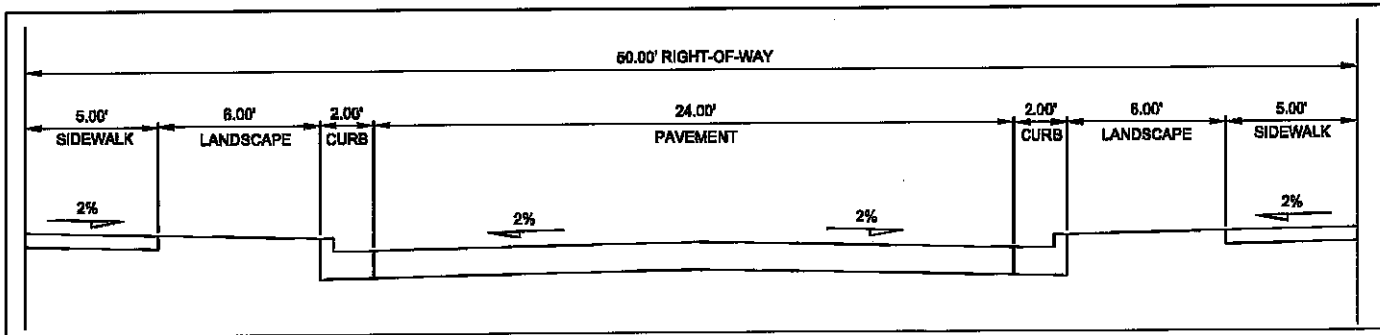 50.00' RIGHT-OF-WAY
5.00' 6.00' 2.00' 24.00' 2.00' 6.00' 5.00'
SIDEWALK LANDSCAPE CURB PAVEMENT CURB LANDSCAPE SIDEWALK
2% 2% 2% 2%